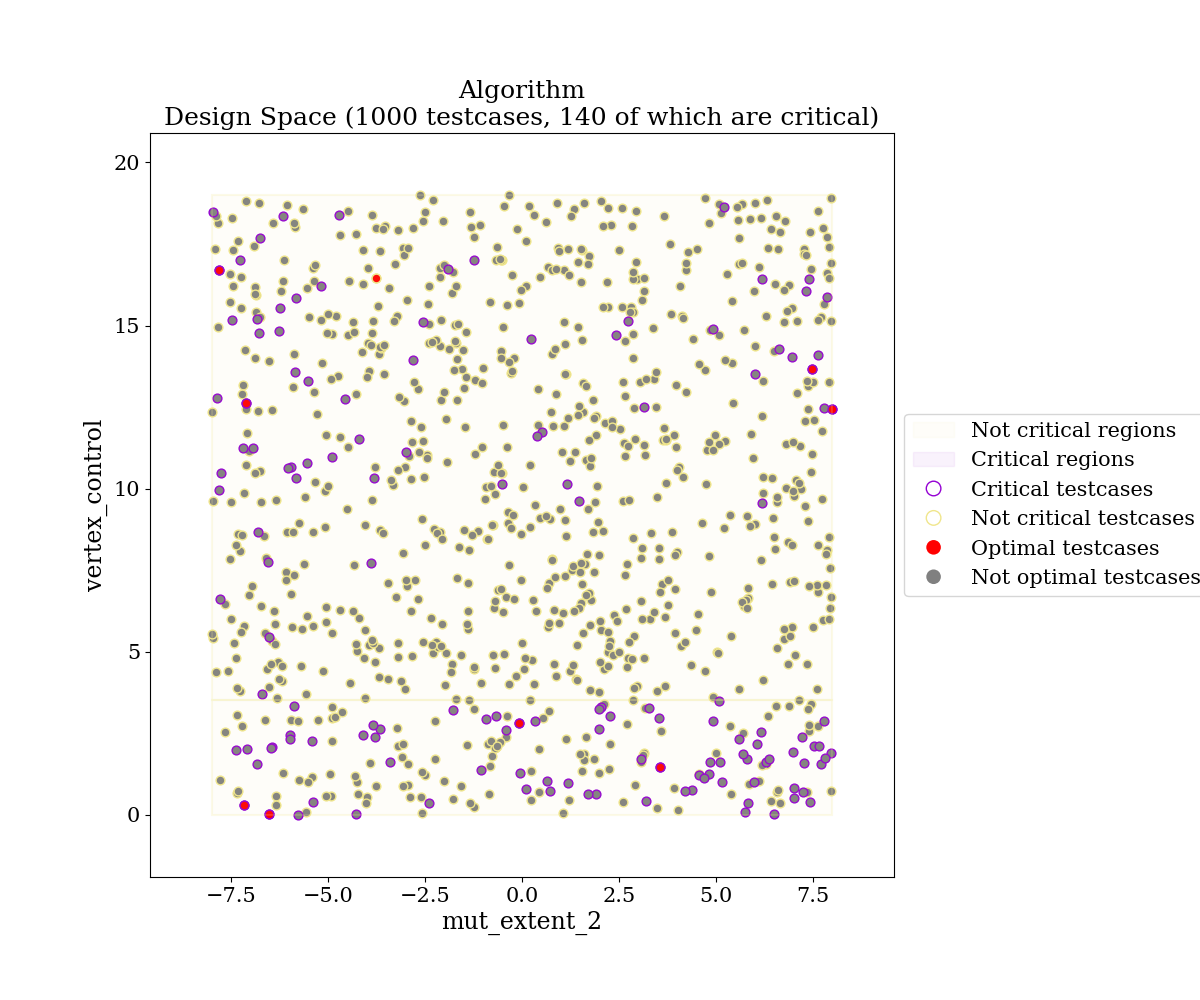 Algorithm
Design Space (1000 testcases, 140 of which are critical)
20
15
10
5
0
vertex_control
−7.5
−5.0
−2.5
0.0
2.5
5.0
7.5
mut_extent_2
Not critical regions
Critical regions
Critical testcases
Not critical testcases
Optimal testcases
Not optimal testcases